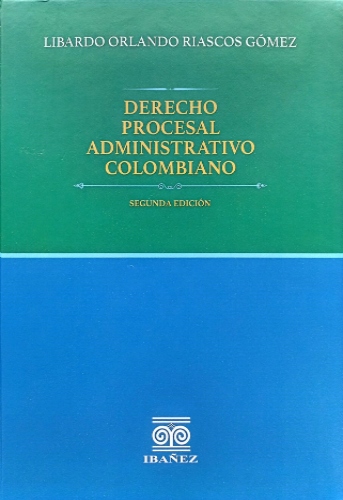 LIBARDO ORLANDO RIASCOS GÓMEZ
DERECHO
PROCESAL
ADMINISTRATIVO
COLOMBIANO
SEGUNDA EDICIÓN
IBAÑEZ